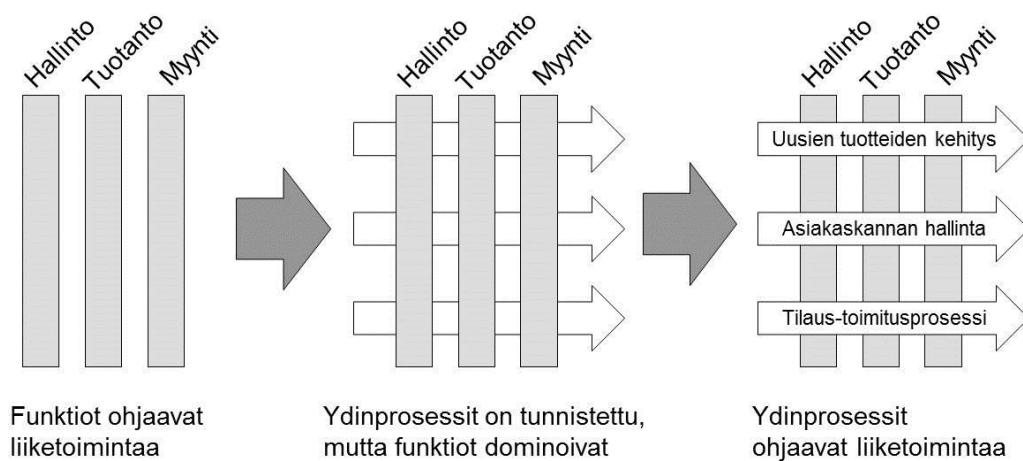 Hallinto
Tuotanto
Myynti
Hallinto
Tuotanto
Myynti
Hallinto
Tuotanto
Myynti
Uusien tuotteiden kehitys
Asiakaskannan hallinta
Tilaus-toimitusprosessi
Funktiot ohjaavat
liiketoimintaa
Ydinprosessit on tunnistettu,
mutta funktiot dominoivat
Ydinprosessit
ohjaavat liiketoimintaa